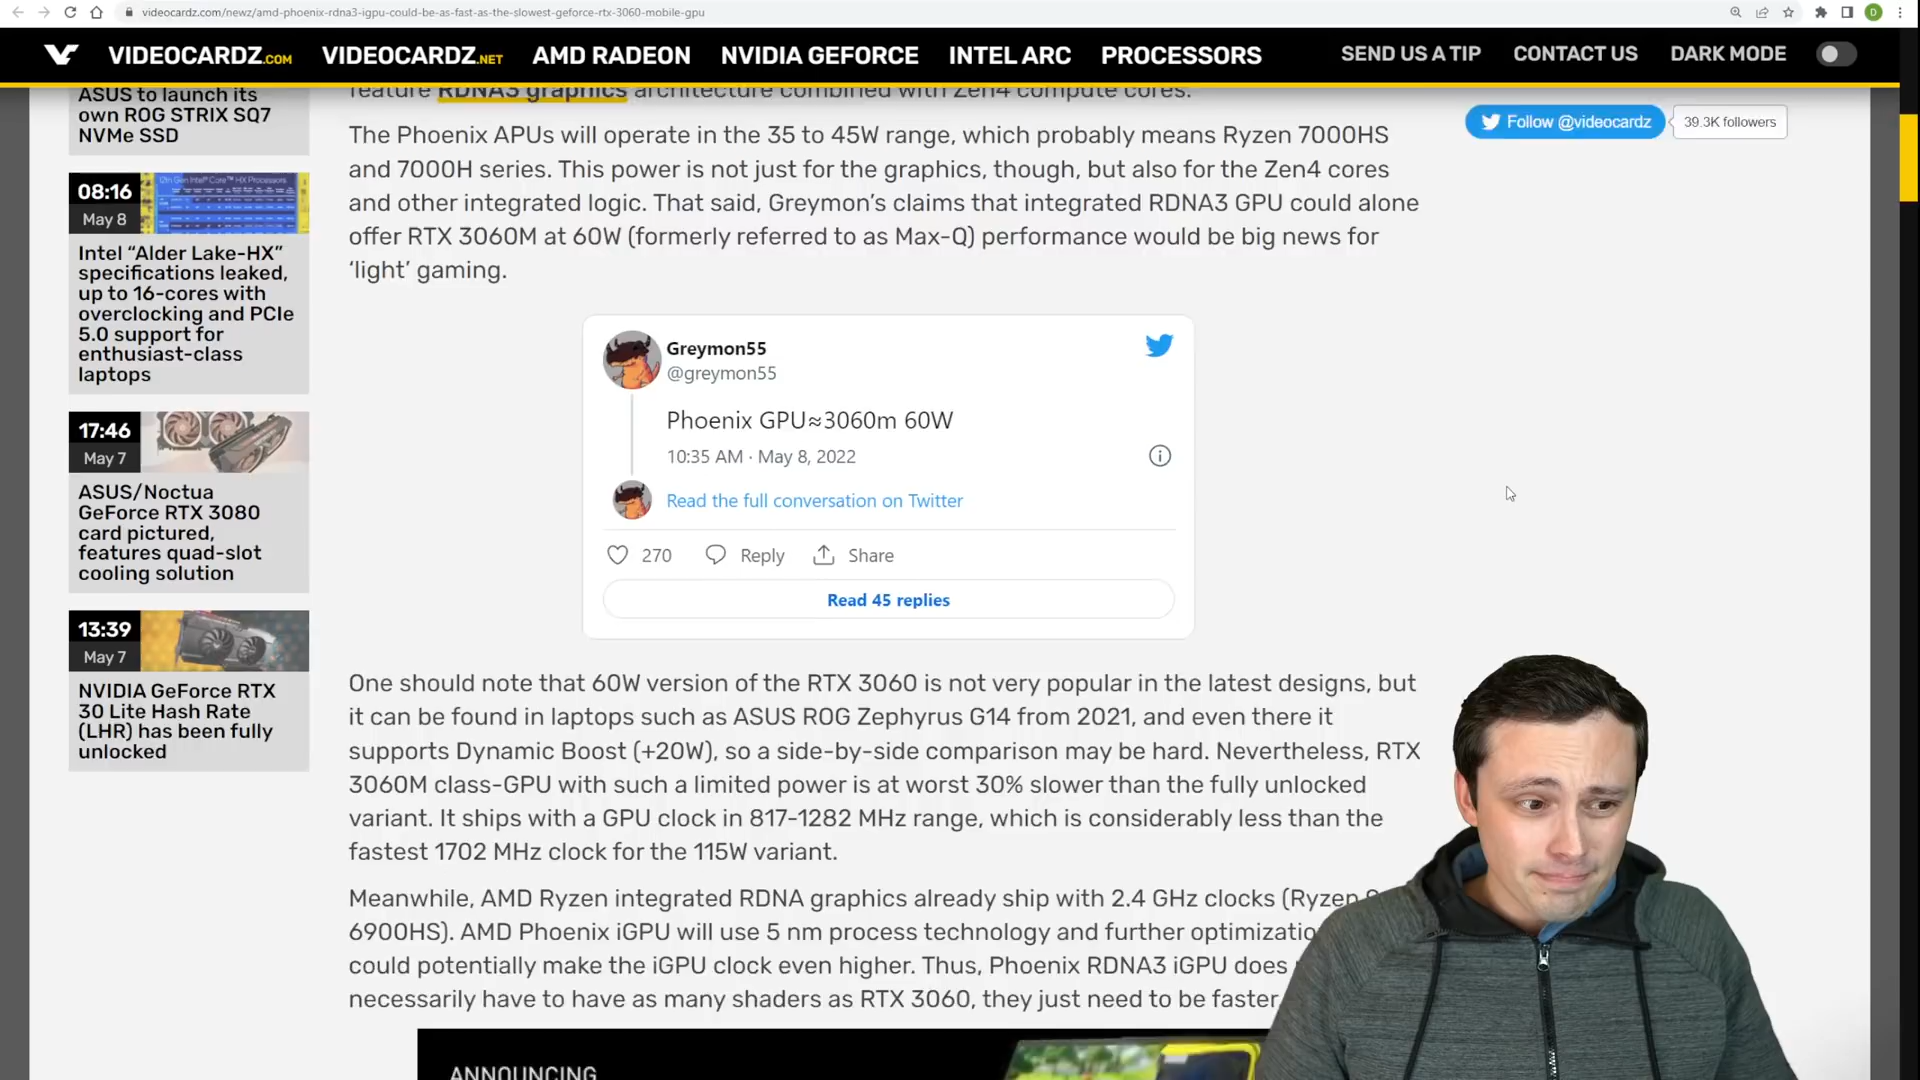 videocardz.com/newz/amd-phoenix-rdna3-igpu-could-be-as-fast-as-the-slowest-geforce-rtx-3060-mobile-gpu
D
VIDEOCARDZ.COM VIDEOCARDZ.NET AMD RADEON NVIDIA GEFORCE INTEL ARC PROCESSORS SEND US A TIP CONTACT US DARK MODE
ASUS to launch its
own ROG STRIX SQ7
NVMe SSD
08:16
May 8
12th Gen Intel® Core™ HX Processors
Intel “Alder Lake-HX”
specifications leaked,
up to 16-cores with
overclocking and PCIe
5.0 support for
enthusiast-class
laptops
17:46
May 7
ASUS/Noctua
GeForce RTX 3080
card pictured,
features quad-slot
cooling solution
13:39
May 7
NVIDIA GeForce RTX
30 Lite Hash Rate
(LHR) has been fully
unlocked
feature RDNA3 graphics architecture combined with Zen4 compute cores.
The Phoenix APUs will operate in the 35 to 45W range, which probably means Ryzen 7000HS
and 7000H series. This power is not just for the graphics, though, but also for the Zen4 cores
and other integrated logic. That said, Greymon’s claims that integrated RDNA3 GPU could alone
offer RTX 3060M at 60W (formerly referred to as Max-Q) performance would be big news for
‘light’ gaming.
Follow @videocardz
39.3K followers
Greymon55
@greymon55
Phoenix GPU≈3060m 60W
10:35 AM · May 8, 2022
Read the full conversation on Twitter
270 Reply Share
Read 45 replies
One should note that 60W version of the RTX 3060 is not very popular in the latest designs, but
it can be found in laptops such as ASUS ROG Zephyrus G14 from 2021, and even there it
supports Dynamic Boost (+20W), so a side-by-side comparison may be hard. Nevertheless, RTX
3060M class-GPU with such a limited power is at worst 30% slower than the fully unlocked
variant. It ships with a GPU clock in 817-1282 MHz range, which is considerably less than the
fastest 1702 MHz clock for the 115W variant.
Meanwhile, AMD Ryzen integrated RDNA graphics already ship with 2.4 GHz clocks (Ryzen
6900HS). AMD Phoenix iGPU will use 5 nm process technology and further optimizatio
could potentially make the iGPU clock even higher. Thus, Phoenix RDNA3 iGPU does
necessarily have to have as many shaders as RTX 3060, they just need to be faster
ANNOUNCING